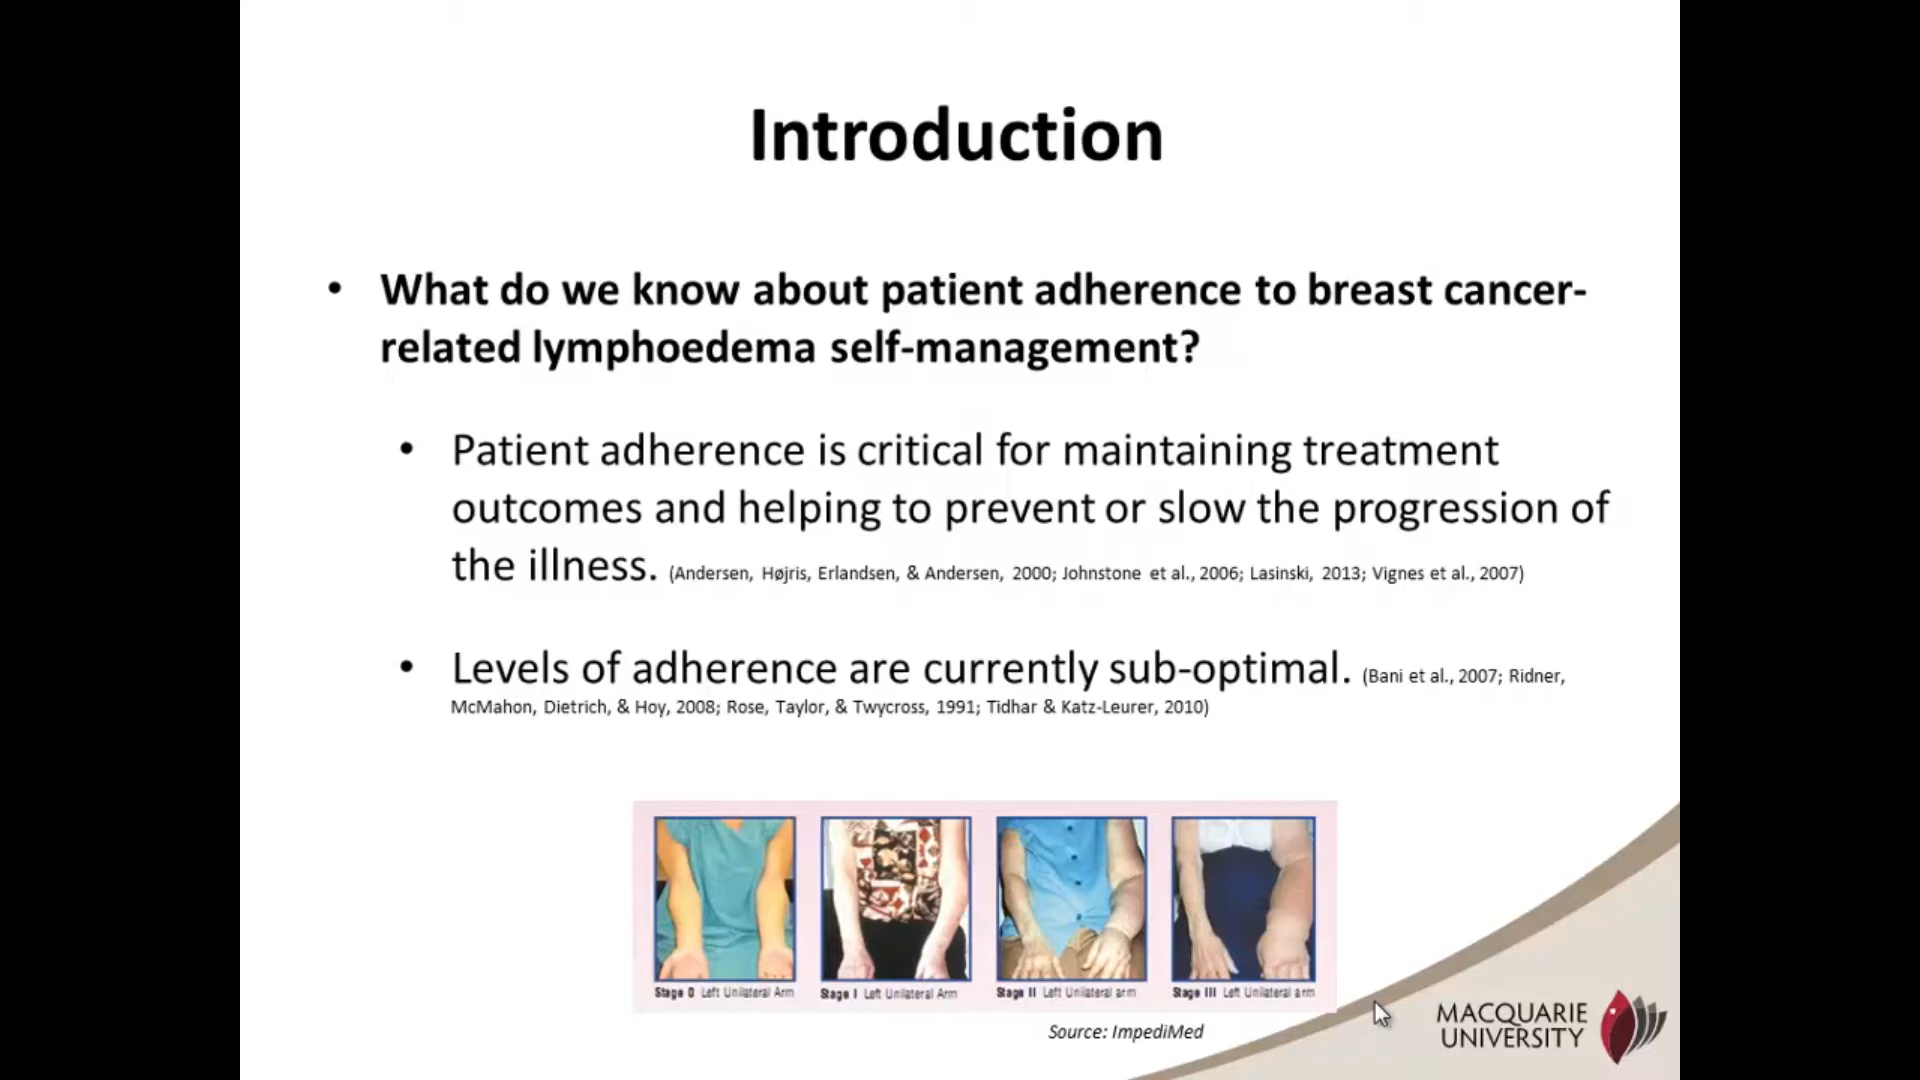 Introduction
• What do we know about patient adherence to breast cancer-
related lymphoedema self-management?
• Patient adherence is critical for maintaining treatment
outcomes and helping to prevent or slow the progression of
the illness. (Andersen, Højris, Erlandsen, & Andersen, 2000; Johnstone et al., 2006; Lasinski, 2013; Vignes et al., 2007)
• Levels of adherence are currently sub-optimal. (Bani et al., 2007; Ridner,
McMahon, Dietrich, & Hoy, 2008; Rose, Taylor, & Twycross, 1991; Tidhar & Katz-Leurer, 2010)
Stage 0 Left Unilateral Arm
Stage I Left Unilateral Arm
Stage II Left Unilateral arm
Stage III Left Unilateral arm
Source: ImpediMed
MACQUARIE
UNIVERSITY